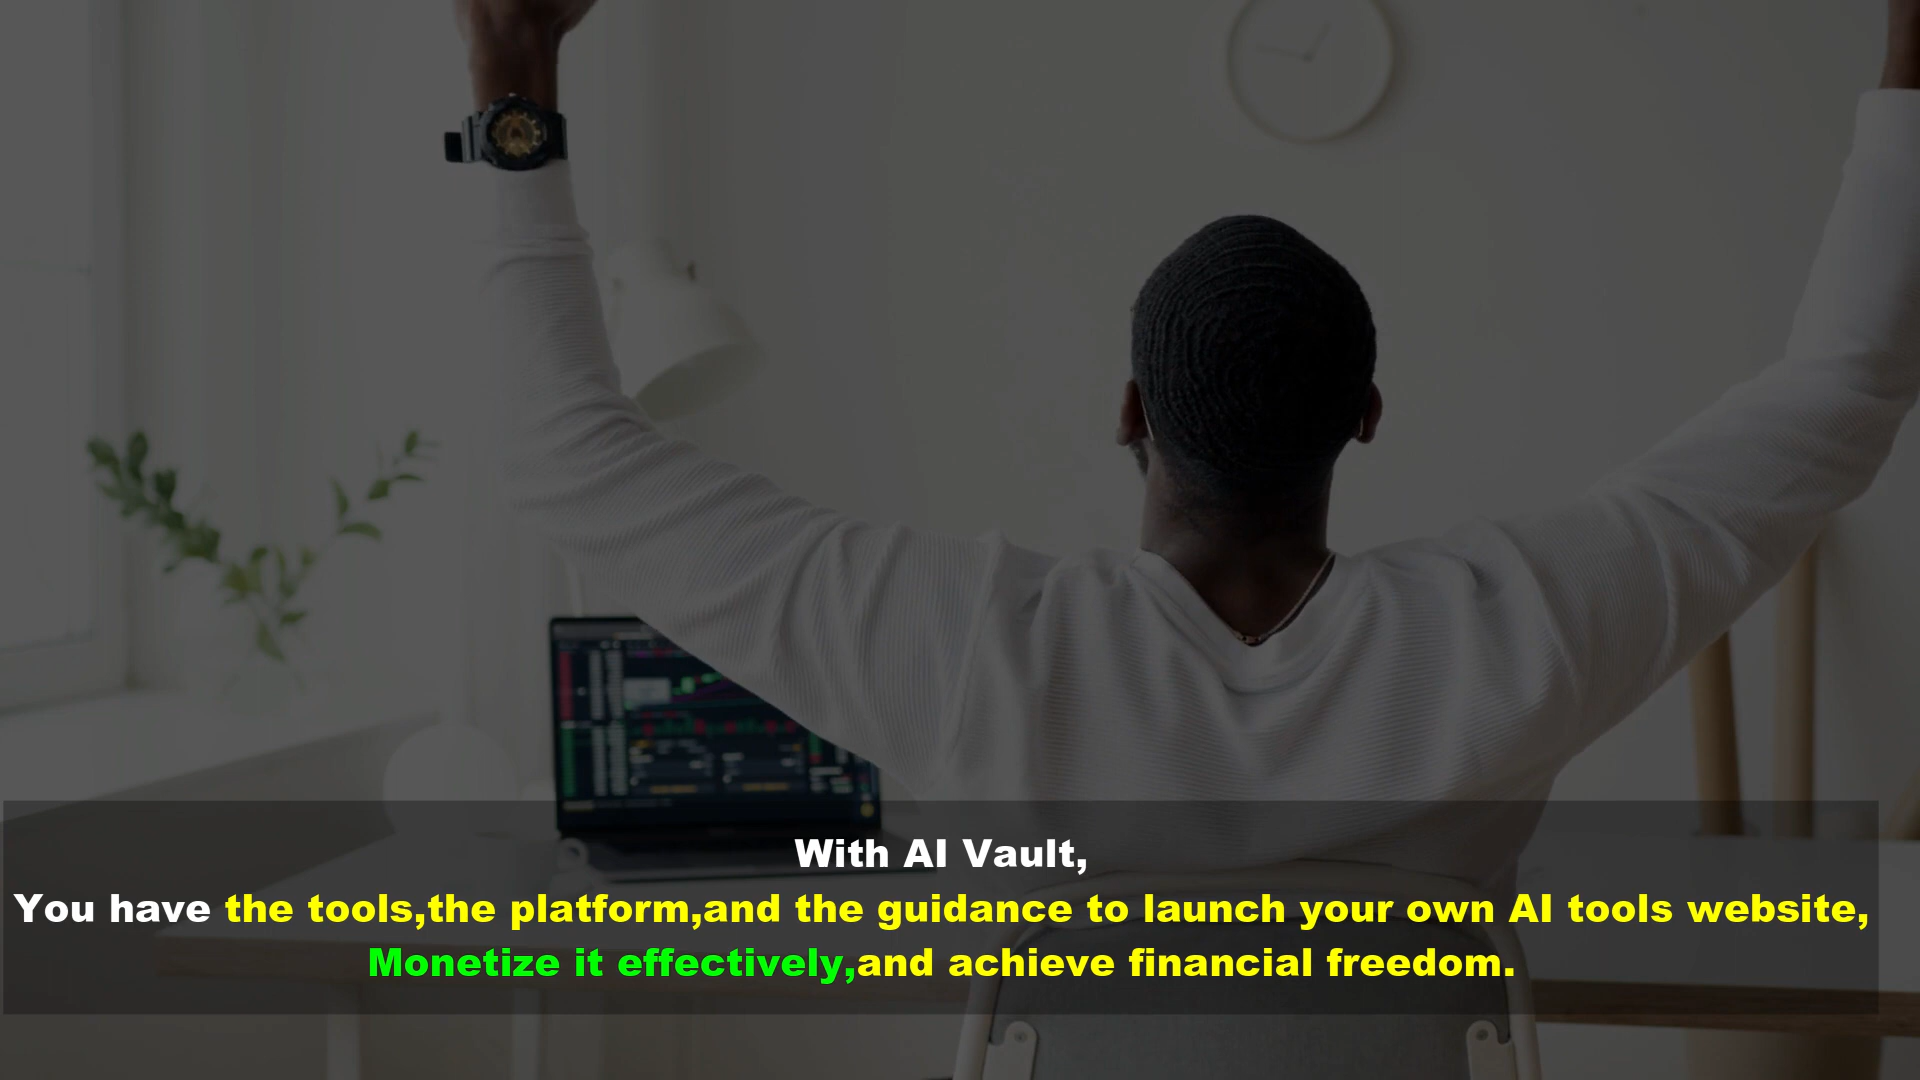 With AI Vault,
You have the tools,the platform,and the guidance to launch your own AI tools website,
Monetize it effectively,and achieve financial freedom.